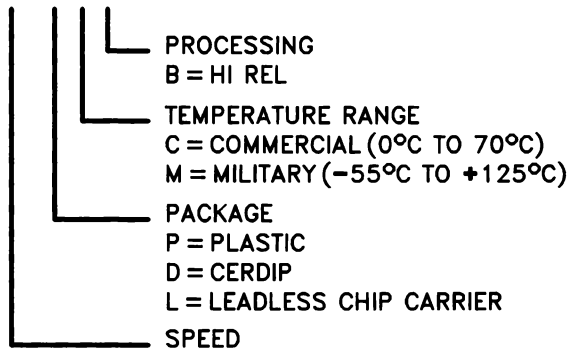 PROCESSING
B = HI REL
TEMPERATURE RANGE
C = COMMERCIAL (0°C TO 70°C)
M = MILITARY (-55°C TO +125°C)
PACKAGE
P = PLASTIC
D = CERDIP
L = LEADLESS CHIP CARRIER
SPEED